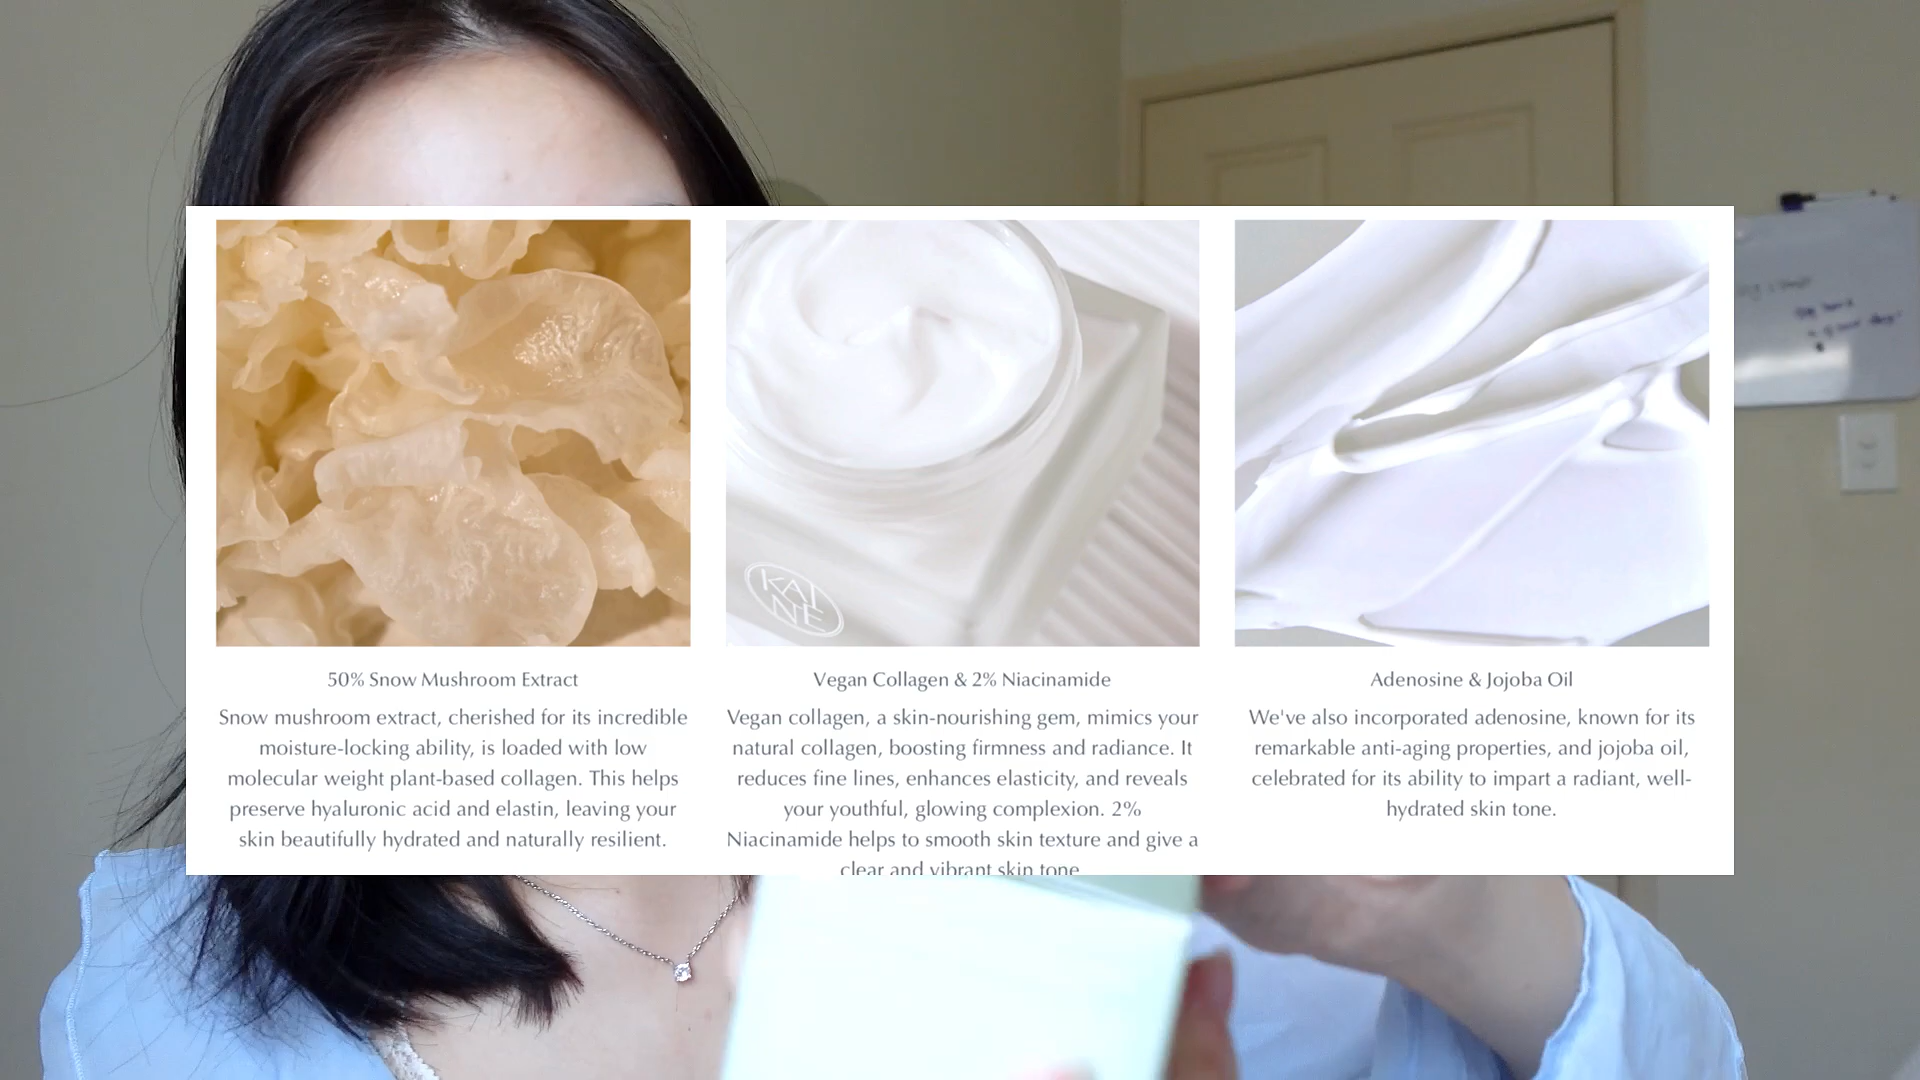 KAI
NE
50% Snow Mushroom Extract
Snow mushroom extract, cherished for its incredible
moisture-locking ability, is loaded with low
molecular weight plant-based collagen. This helps
preserve hyaluronic acid and elastin, leaving your
skin beautifully hydrated and naturally resilient.
Vegan Collagen & 2% Niacinamide
Vegan collagen, a skin-nourishing gem, mimics your
natural collagen, boosting firmness and radiance. It
reduces fine lines, enhances elasticity, and reveals
your youthful, glowing complexion. 2%
Niacinamide helps to smooth skin texture and give a
clear and vibrant skin tone
Adenosine & Jojoba Oil
We've also incorporated adenosine, known for its
remarkable anti-aging properties, and jojoba oil,
celebrated for its ability to impart a radiant, well-
hydrated skin tone.